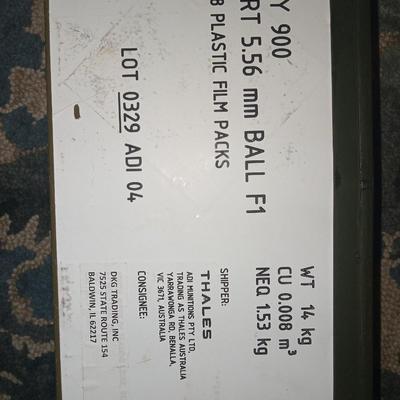 Y 900
RT 5.56 mm BALL F1
8 PLASTIC FILM PACKS
LOT 0329 ADI 04
WT 14 kg
CU 0.008 m³
NEQ 1.53 kg
SHIPPER:
THALES
ADI MUNITIONS PTY LTD.
TRADING AS THALES AUSTRALIA
YARRAWONGA RD, BENALLA,
VIC 3671, AUSTRALIA
CONSIGNEE:
DKG TRADING, INC
7525 STATE ROUTE 154
BALDWIN, IL 62217